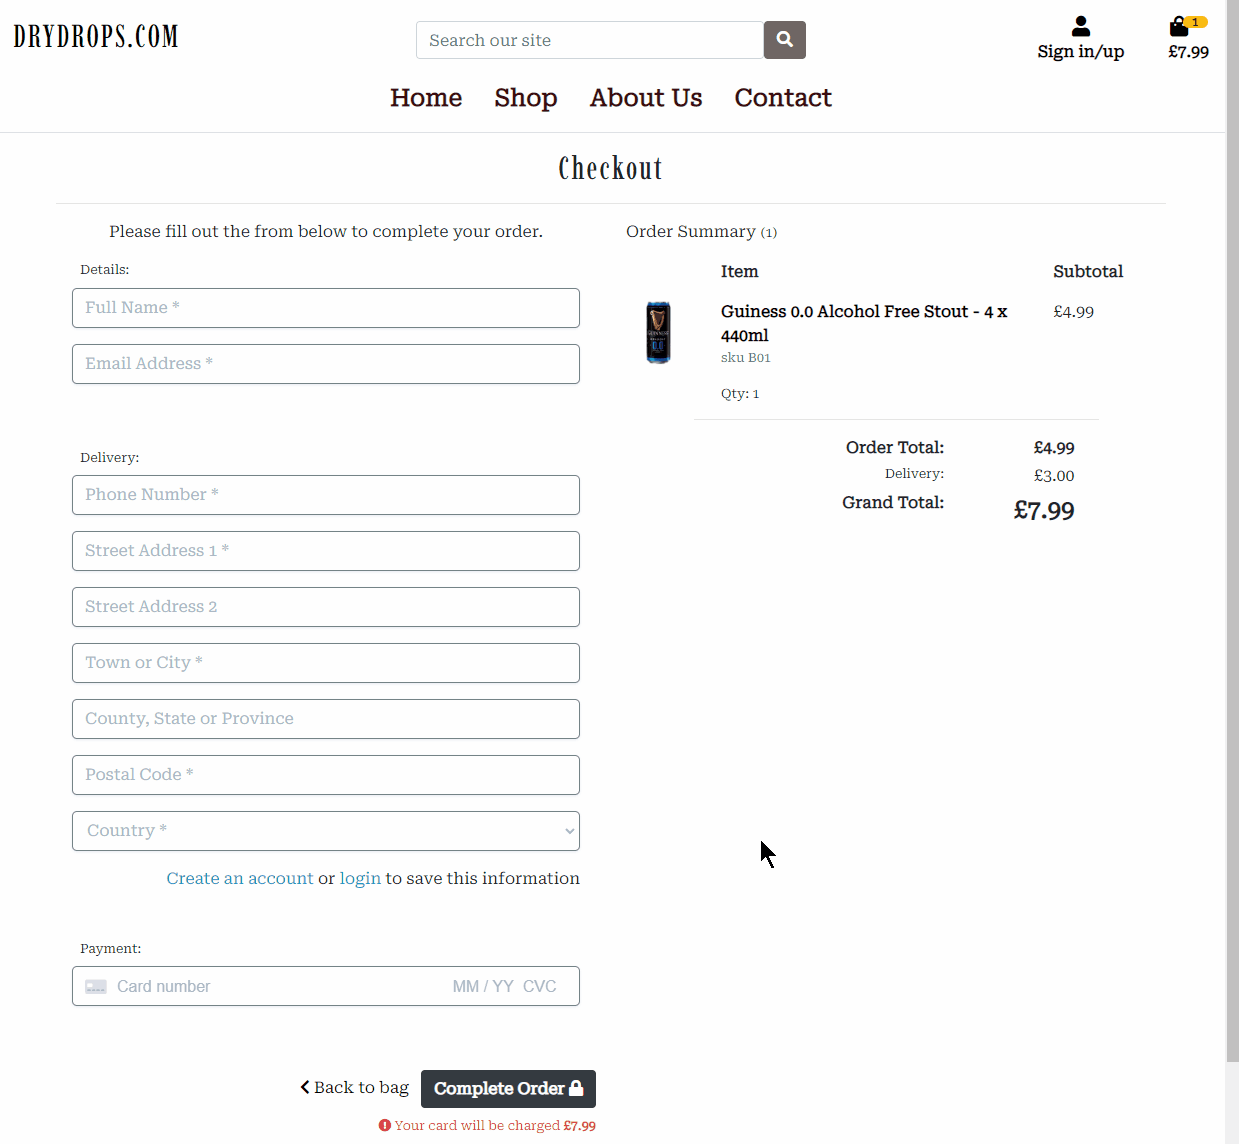 DRYDROPS.COM
Search our site
1
Sign in/up
£7.99
Home Shop About Us Contact
Checkout
Please fill out the from below to complete your order.
Details:
Full Name *
Email Address *
Delivery:
Phone Number *
Street Address 1 *
Street Address 2
Town or City *
County, State or Province
Postal Code *
Country *
Create an account or login to save this information
Payment:
Card number MM / YY CVC
Back to bag
Complete Order
Your card will be charged £7.99
Order Summary (1)
Item Subtotal
Guiness 0.0 Alcohol Free Stout - 4 x £4.99
440ml
sku B01
Qty: 1
Order Total: £4.99
Delivery: £3.00
Grand Total: £7.99